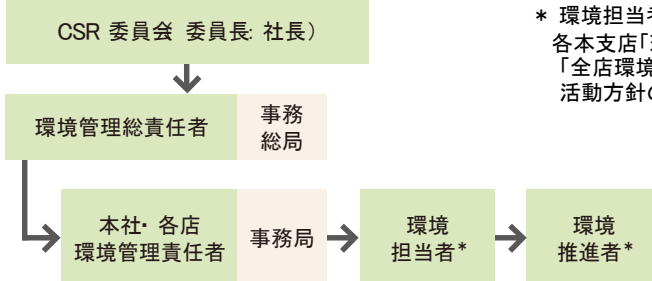 CSR 委員会 委員長: 社長）
* 環境担当者
各本支店「
「全店環境
活動方針の
環境管理総責任者
事務
総局
本社・各店
環境管理責任者
事務局
環境
担当者*
環境
推進者*